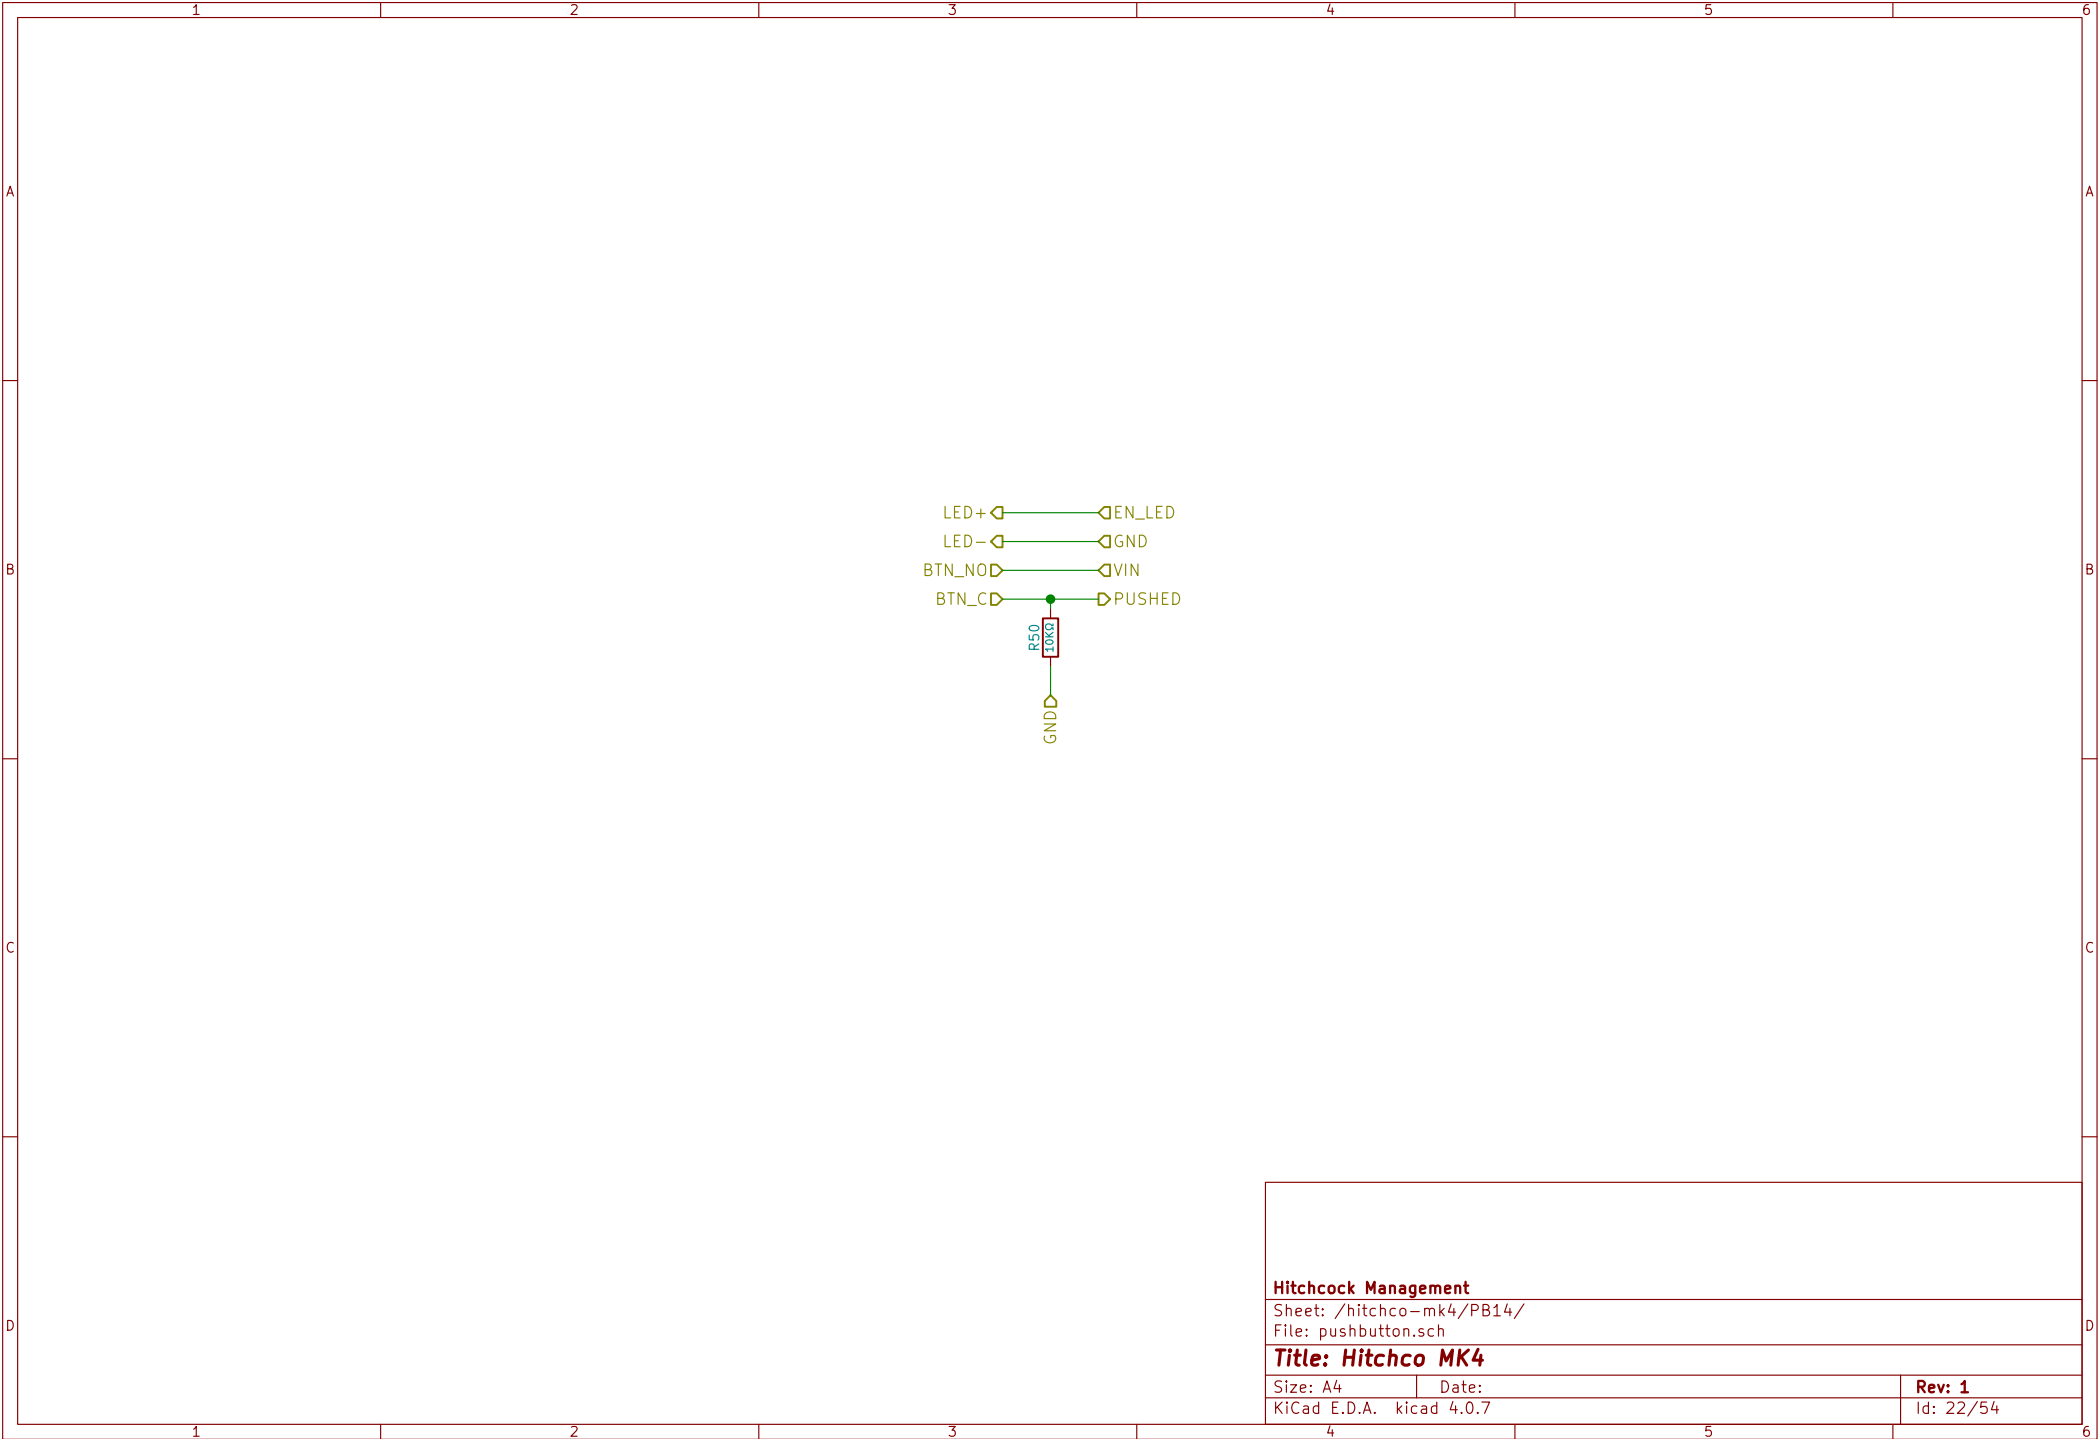 1 2 3 4 5 6
A A
LED+ EN_LED
LED- GND
BTN_NO VIN
B B
BTN_C PUSHED
R50
10KΩ
GND
C C
Hitchcock Management
Sheet: /hitchco-mk4/PB14/
D D
File: pushbutton.sch
Title: Hitchco MK4
Size: A4 Date: Rev: 1
KiCad E.D.A. kicad 4.0.7 Id: 22/54
1 2 3 4 5 6